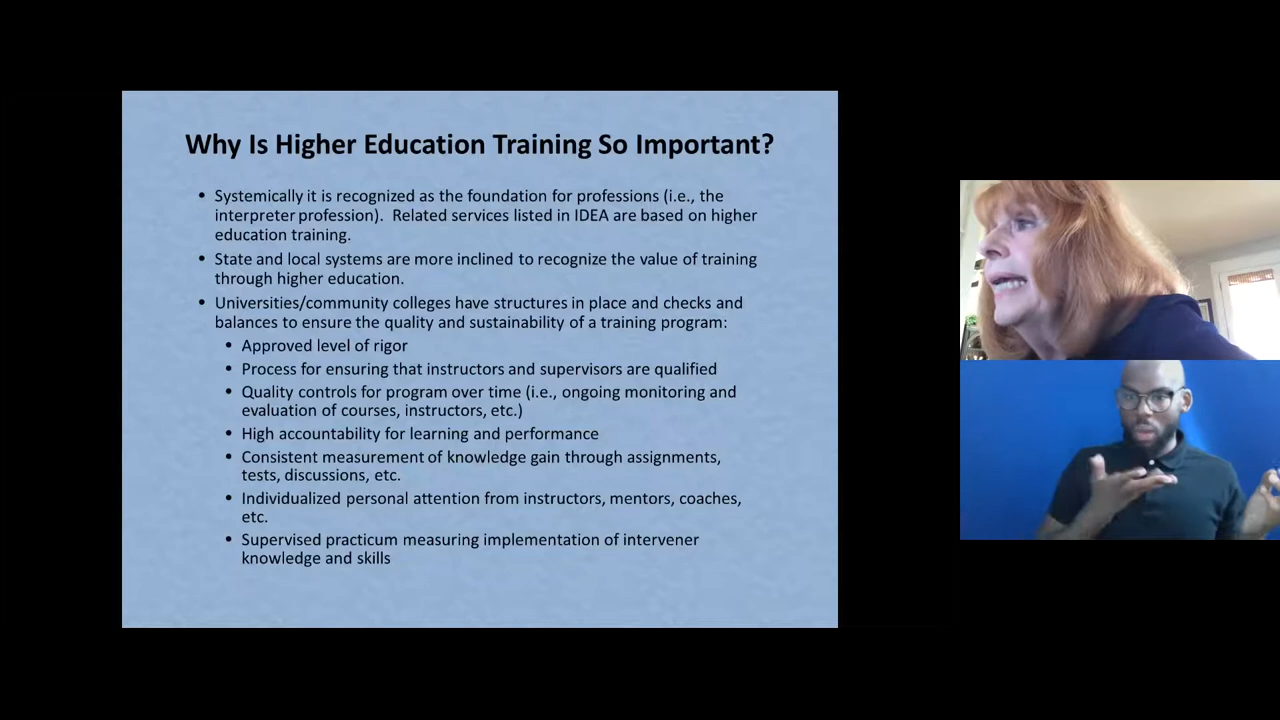 Why Is Higher Education Training So Important?
• Systemically it is recognized as the foundation for professions (i.e., the
interpreter profession).  Related services listed in IDEA are based on higher
education training.
• State and local systems are more inclined to recognize the value of training
through higher education.
• Universities/community colleges have structures in place and checks and
balances to ensure the quality and sustainability of a training program:
• Approved level of rigor
• Process for ensuring that instructors and supervisors are qualified
• Quality controls for program over time (i.e., ongoing monitoring and
evaluation of courses, instructors, etc.)
• High accountability for learning and performance
• Consistent measurement of knowledge gain through assignments,
tests, discussions, etc.
• Individualized personal attention from instructors, mentors, coaches,
etc.
• Supervised practicum measuring implementation of intervener
knowledge and skills